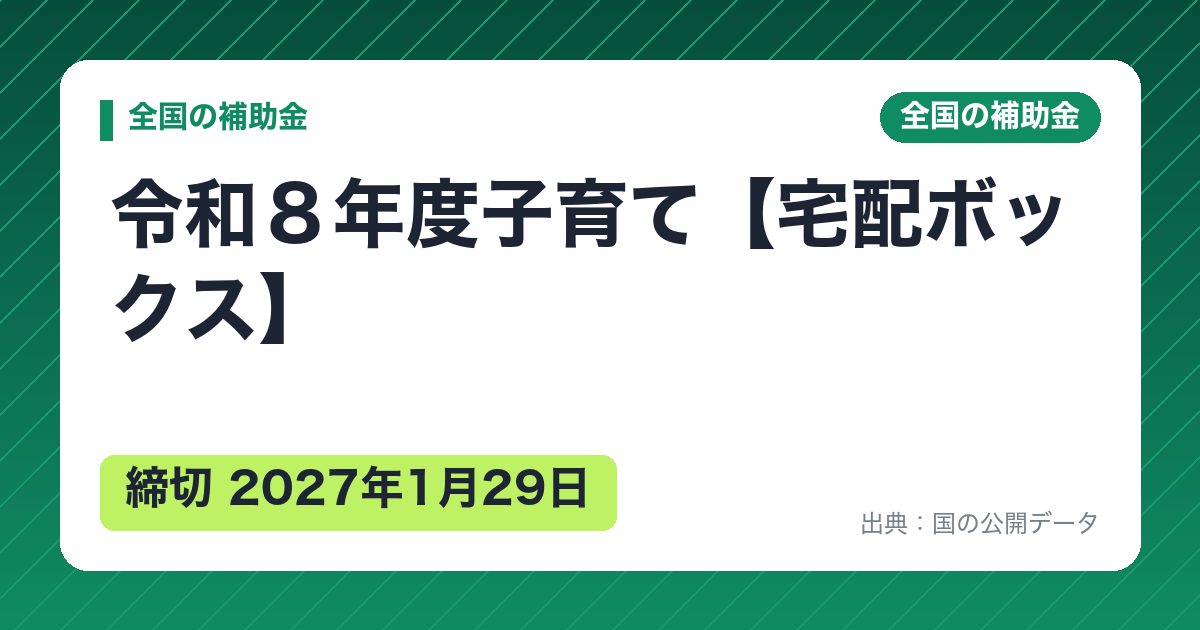 全国の補助金
全国の補助金
令和８年度子育て【宅配ボッ
クス】
締切 2027年1月29日
出典：国の公開データ